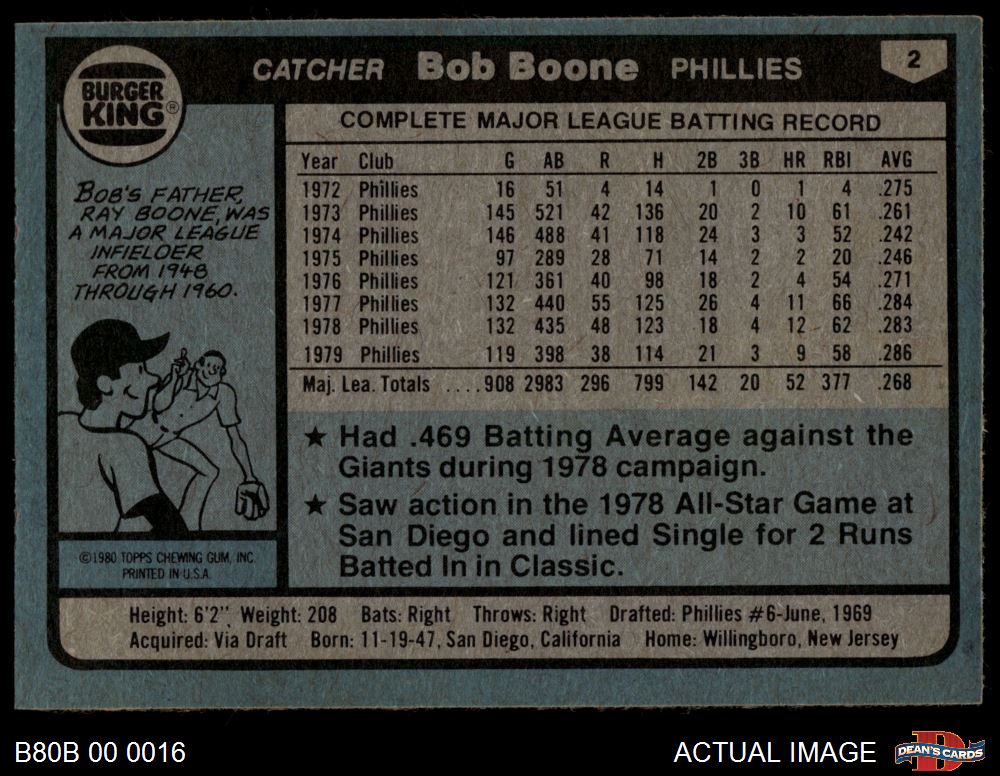 CATCHER Bob Boone PHILLIES 2
BURGER
KING®
BOB'S FATHER,
RAY BOONE, WAS
A MAJOR LEAGUE
INFIELDER
FROM 1948
THROUGH 1960.
©1980 TOPPS CHEWING GUM, INC.
PRINTED IN U.S.A.
COMPLETE MAJOR LEAGUE BATTING RECORD
Year Club G AB R H 2B 3B HR RBI AVG
1972 Phillies 16 51 4 14 1 0 1 4 .275
1973 Phillies 145 521 42 136 20 2 10 61 .261
1974 Phillies 146 488 41 118 24 3 3 52 .242
1975 Phillies 97 289 28 71 14 2 2 20 .246
1976 Phillies 121 361 40 98 18 2 4 54 .271
1977 Phillies 132 440 55 125 26 4 11 66 .284
1978 Phillies 132 435 48 123 18 4 12 62 .283
1979 Phillies 119 398 38 114 21 3 9 58 .286
Maj. Lea. Totals ....908 2983 296 799 142 20 52 377 .268
★ Had .469 Batting Average against the
Giants during 1978 campaign.
★ Saw action in the 1978 All-Star Game at
San Diego and lined Single for 2 Runs
Batted In in Classic.
Height: 6'2" Weight: 208 Bats: Right Throws: Right Drafted: Phillies #6-June, 1969
Acquired: Via Draft Born: 11-19-47, San Diego, California Home: Willingboro, New Jersey
B80B 00 0016 ACTUAL IMAGE DEAN'S CARDS